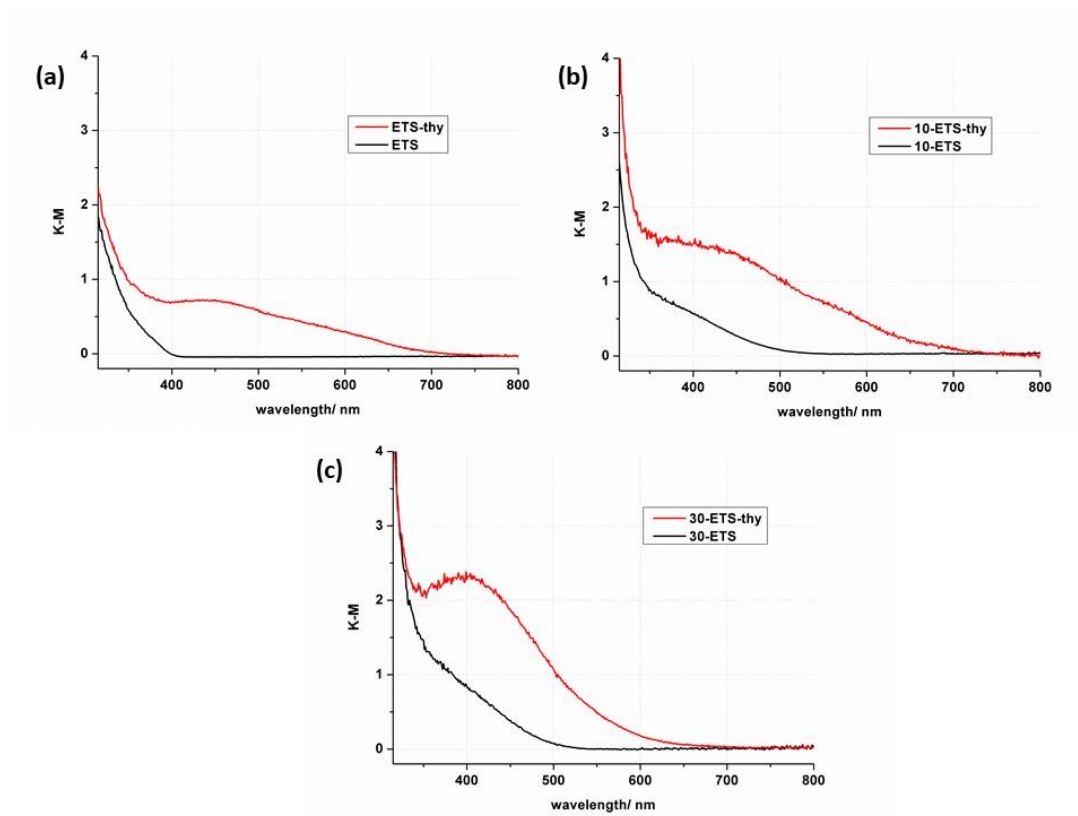 (a)
4
3
2
1
0
K-M
ETS-thy
ETS
400 500 600 700 800
wavelength/ nm
(b)
4
3
2
1
0
K-M
10-ETS-thy
10-ETS
400 500 600 700 800
wavelength/ nm
(c)
4
3
2
1
0
K-M
30-ETS-thy
30-ETS
400 500 600 700 800
wavelength/ nm